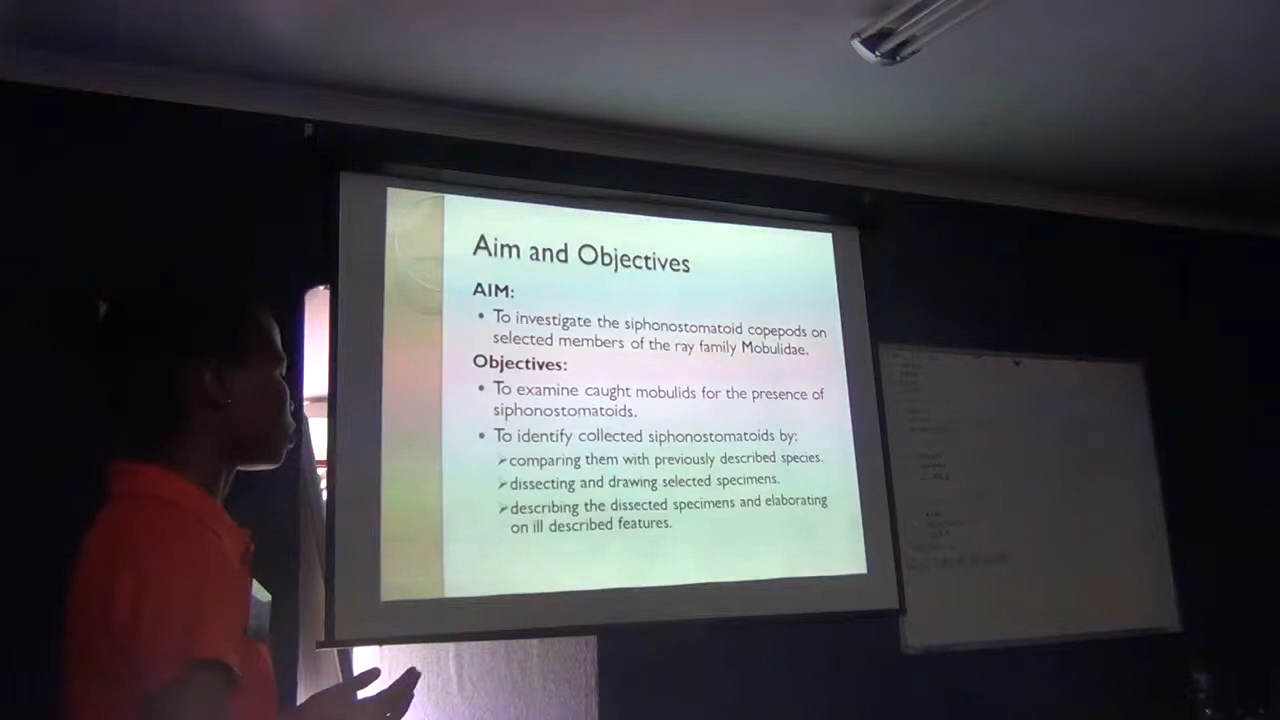 Aim and Objectives
AIM:
• To investigate the siphonostomatoid copepods on
selected members of the ray family Mobulidae.
Objectives:
• To examine caught mobulids for the presence of
siphonostomatoids.
• To identify collected siphonostomatoids by:
➢comparing them with previously described species.
➢dissecting and drawing selected specimens.
➢describing the dissected specimens and elaborating
on ill described features.